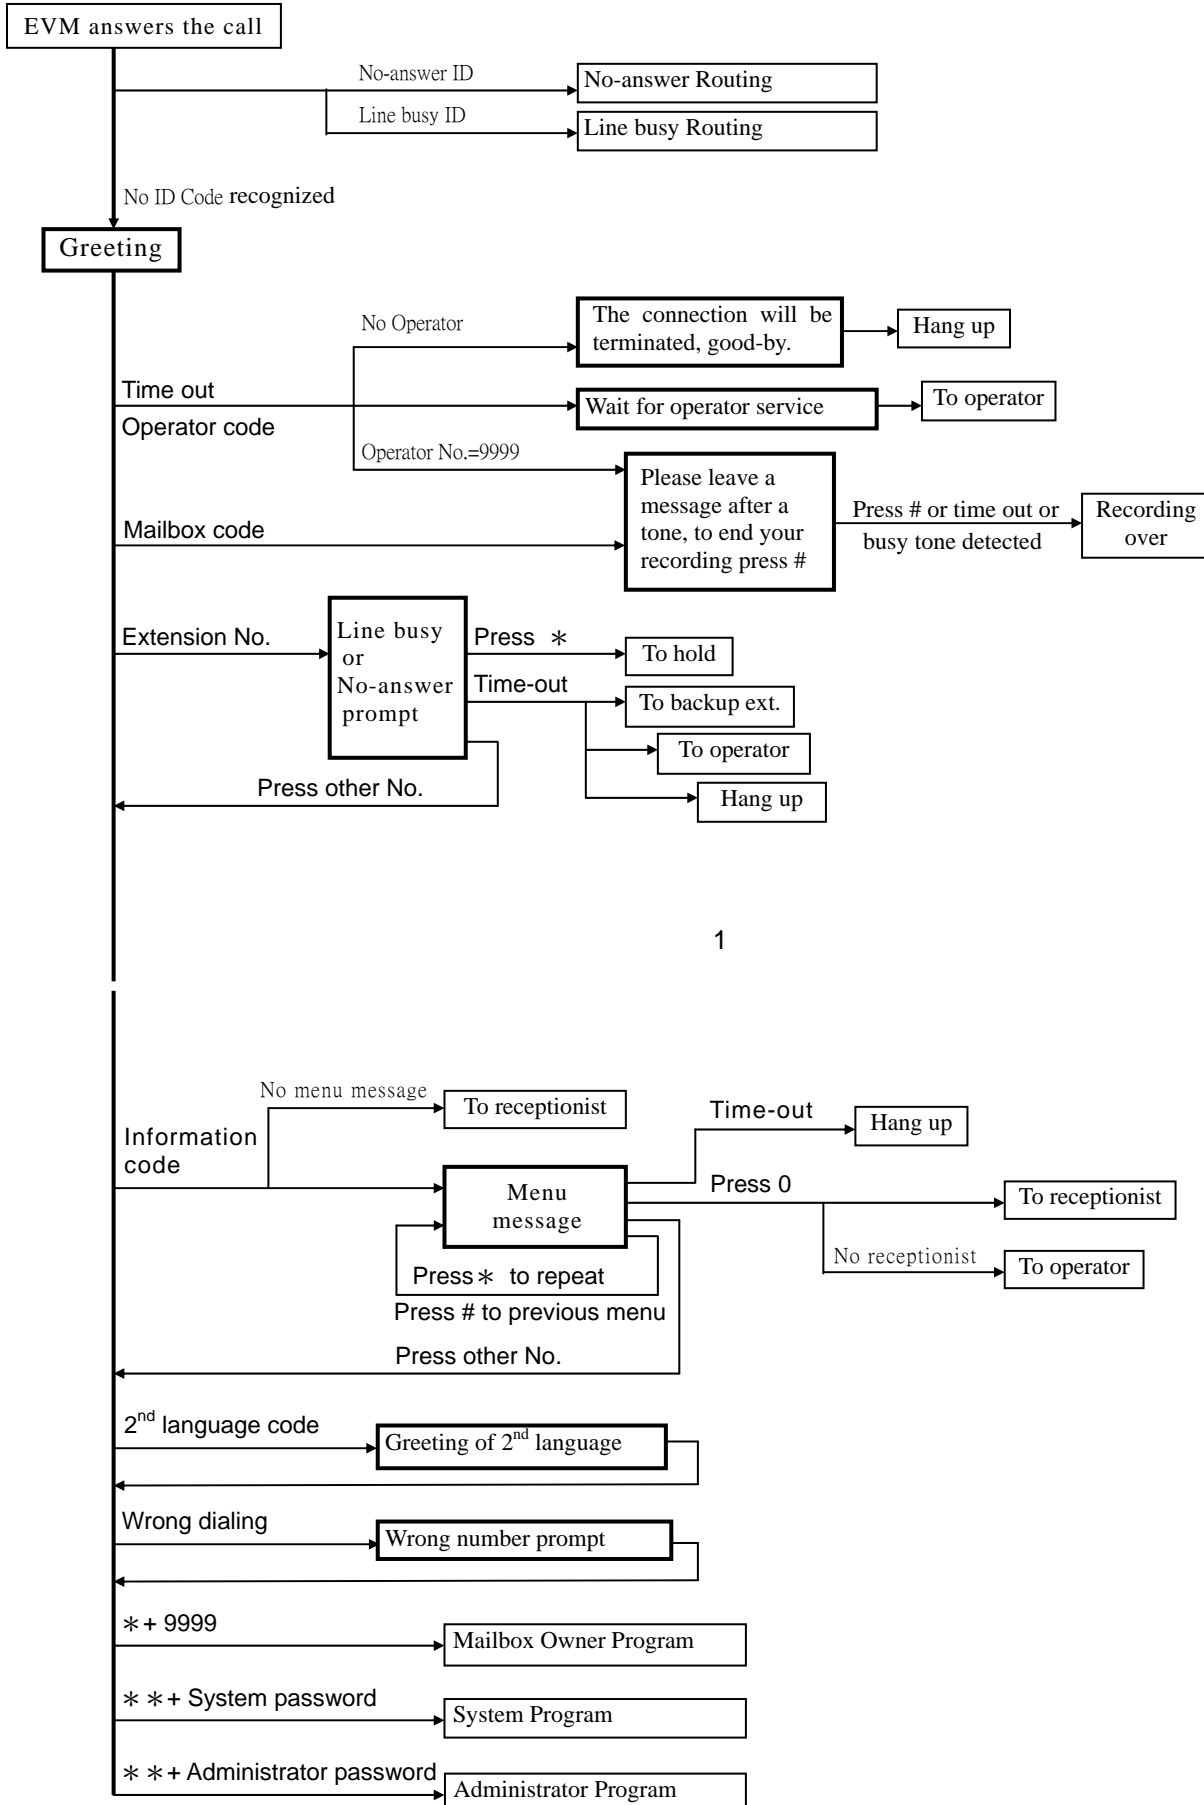 EVM answers the call
No-answer ID
No-answer Routing
Line busy ID
Line busy Routing
No ID Code recognized
Greeting
No Operator
The connection will be
terminated, good-by.
Hang up
Time out
Operator code
Wait for operator service
To operator
Operator No.=9999
Mailbox code
Please leave a
message after a
tone, to end your
recording press #
Press # or time out or
busy tone detected
Recording
over
Extension No.
Line busy
or
No-answer
prompt
Press ＊
To hold
Time-out
To backup ext.
To operator
Hang up
Press other No.
1
No menu message
To receptionist
Information
code
Menu
message
Time-out
Hang up
Press 0
To receptionist
No receptionist
To operator
Press＊ to repeat
Press # to previous menu
Press other No.
2nd language code
Greeting of 2nd language
Wrong dialing
Wrong number prompt
＊+ 9999
Mailbox Owner Program
＊＊+ System password
System Program
＊＊+ Administrator password
Administrator Program